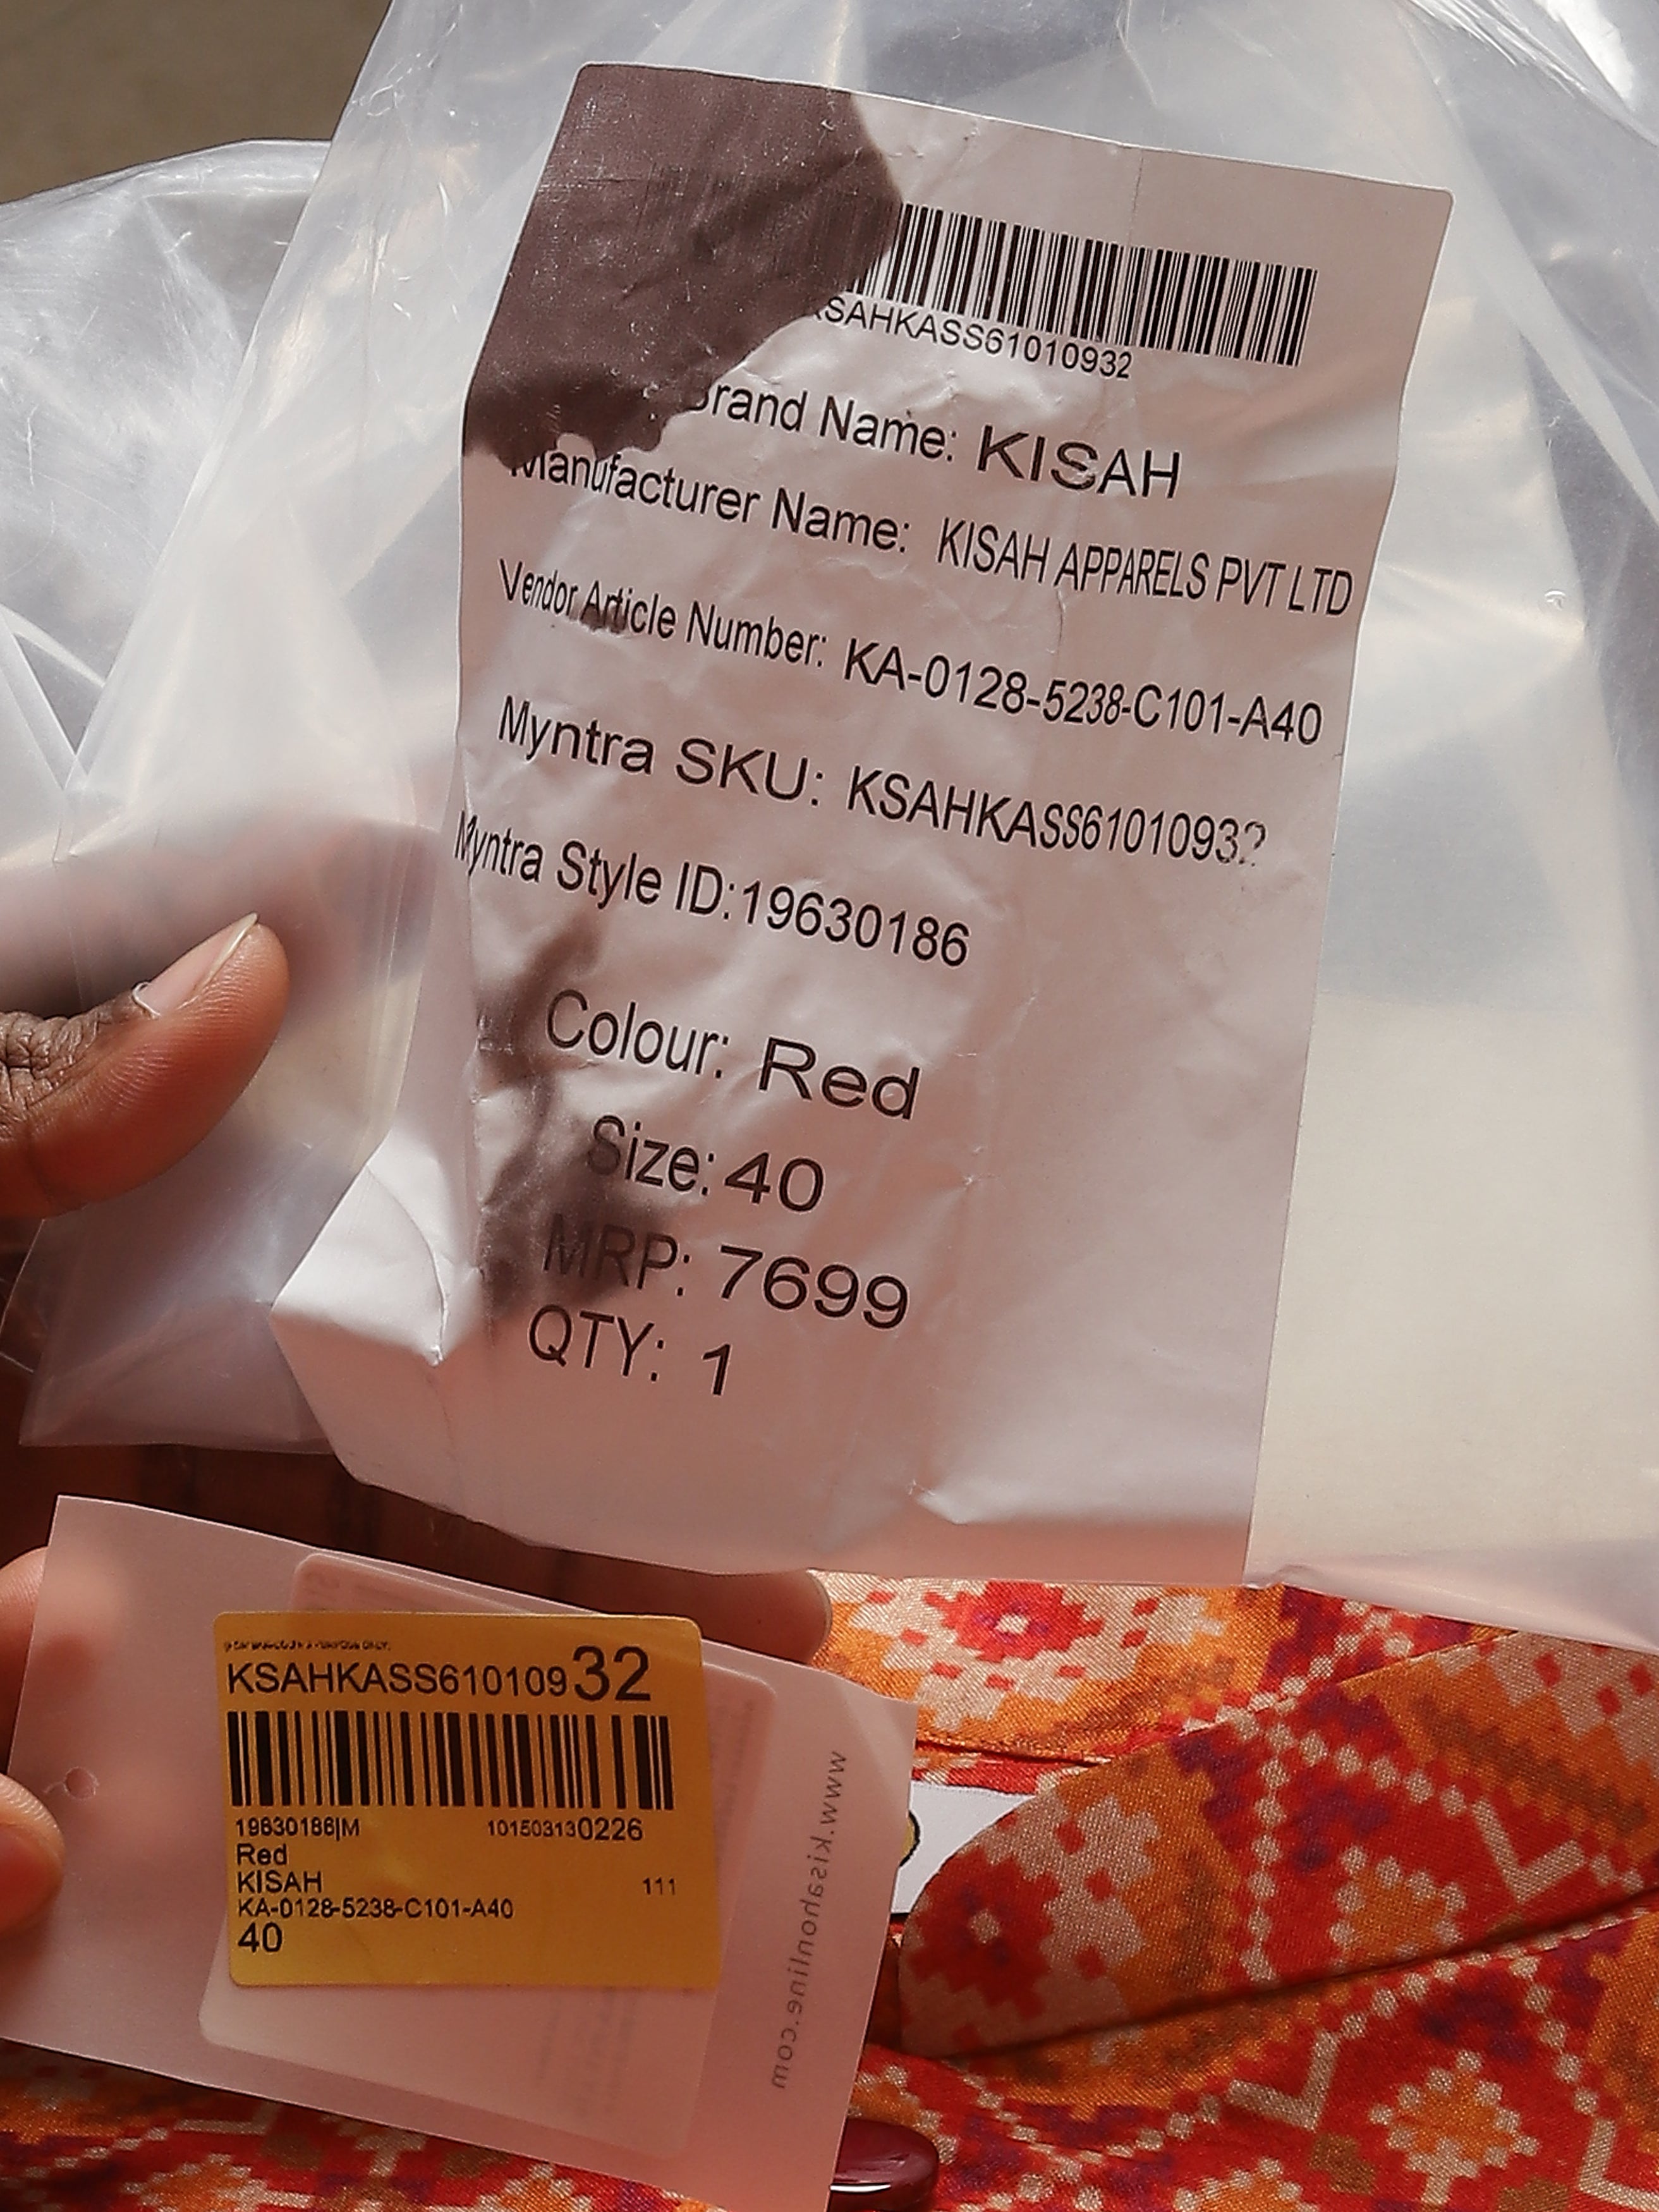 KSAHKASS61010932
Brand Name: KISAH
Manufacturer Name: KISAH APPARELS PVT LTD
Vendor Article Number: KA-0128-5238-C101-A40
Myntra SKU: KSAHKASS61010932
Myntra Style ID:19630186
Colour: Red
Size: 40
MRP: 7699
QTY: 1
KSAHKASS61010932
19630186|M 101503130226
Red
KISAH 111
KA-0128-5238-C101-A40
40
www.kisahonline.com